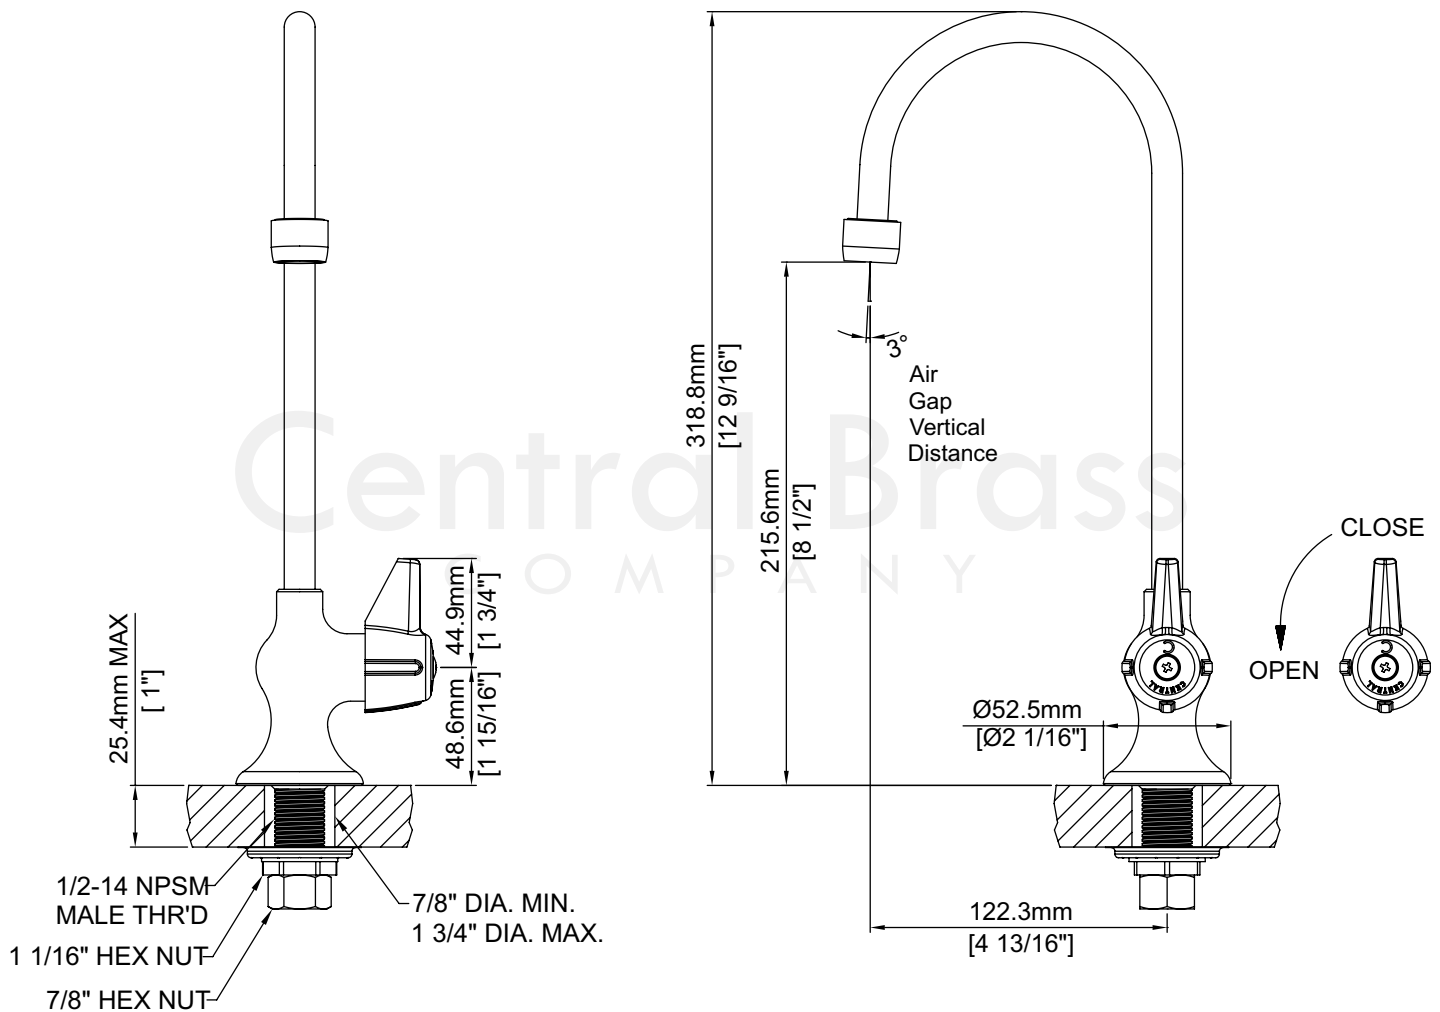 Central Brass
COMPANY
318.8mm
[12 9/16"]
3°
Air
Gap
Vertical
Distance
215.6mm
[8 1/2"]
CLOSE
OPEN
44.9mm
[1 3/4"]
48.6mm
[1 15/16"]
25.4mm MAX
[ 1"]
C
CENTRAL
C
CENTRAL
Ø52.5mm
[Ø2 1/16"]
1/2-14 NPSM
MALE THR'D
1 1/16" HEX NUT
7/8" HEX NUT
7/8" DIA. MIN.
1 3/4" DIA. MAX.
122.3mm
[4 13/16"]